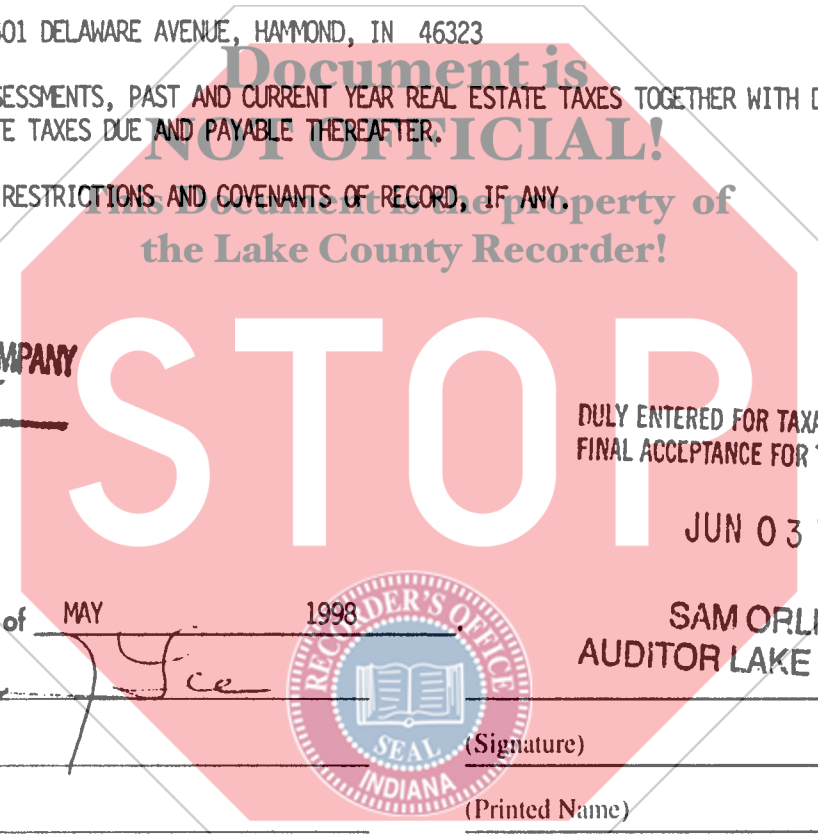 601 DELAWARE AVENUE, HAMMOND, IN 46323
Document is
SESSMENTS, PAST AND CURRENT YEAR REAL ESTATE TAXES TOGETHER WITH D
TE TAXES DUE AND PAYABLE THEREAFTER.
NOT OFFICIAL!
RESTRICTIONS AND COVENANTS OF RECORD, IF ANY.
This Document is the property of
the Lake County Recorder!
STOP
MPANY
DULY ENTERED FOR TAXA
FINAL ACCEPTANCE FOR T
JUN 03
of MAY 1998.
SAM ORLI
AUDITOR LAKE
RECORDER'S OFFICE
SEAL
INDIANA
(Signature)
(Printed Name)